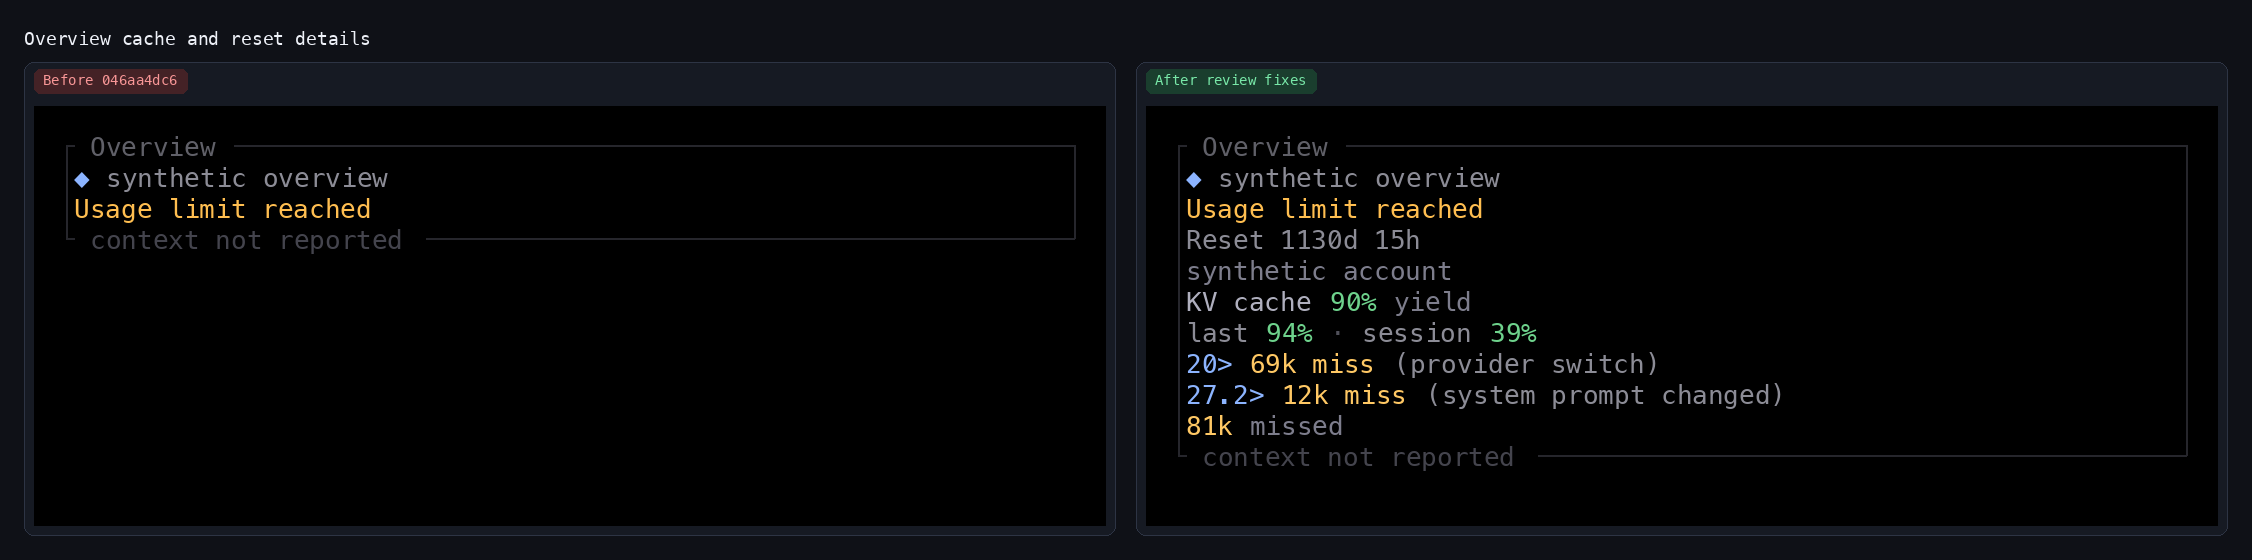 Overview cache and reset details
Before 046aa4dc6
Overview
◆ synthetic overview
Usage limit reached
context not reported
After review fixes
Overview
◆ synthetic overview
Usage limit reached
Reset 1130d 15h
synthetic account
KV cache 90% yield
last 94% · session 39%
20> 69k miss (provider switch)
27.2> 12k miss (system prompt changed)
81k missed
context not reported